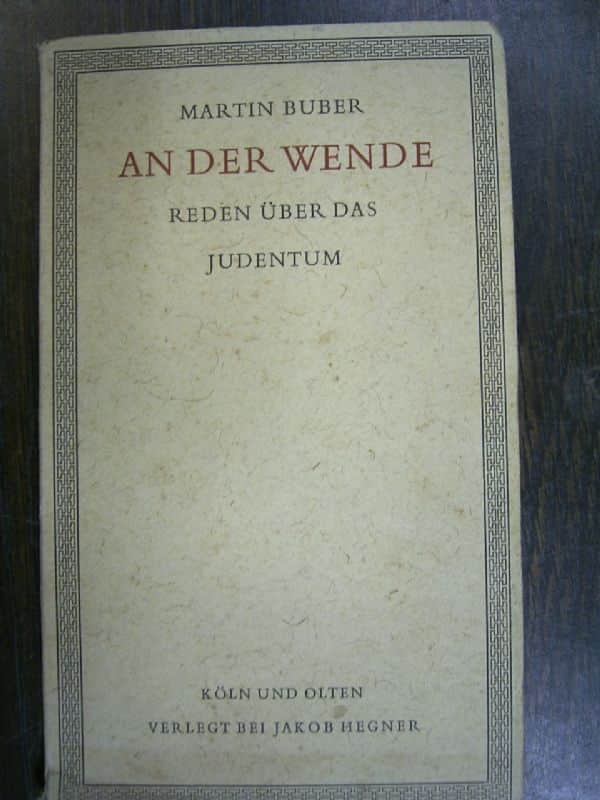 MARTIN BUBER
AN DER WENDE
REDEN ÜBER DAS
JUDENTUM
KÖLN UND OLTEN
VERLEGT BEI JAKOB HEGNER